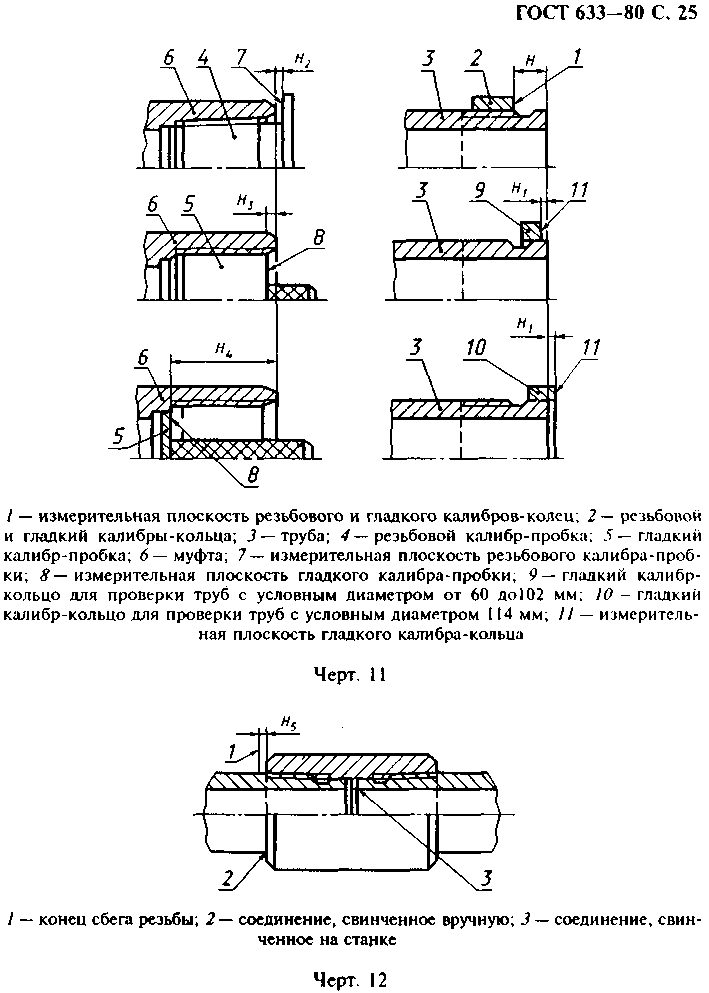 ГОСТ 633—80 С. 25
6 4 7 H₂
3 2 H 1
6 5 H₃ 8
3 9 H₁ 11
6 H₄
5 8
3 10 H₁ 11
1 — измерительная плоскость резьбового и гладкого калибров-колец; 2 — резьбовой
и гладкий калибры-кольца; 3 — труба; 4 — резьбовой калибр-пробка; 5 — гладкий
калибр-пробка; 6 — муфта; 7 — измерительная плоскость резьбового калибра-проб-
ки; 8 — измерительная плоскость гладкого калибра-пробки; 9 — гладкий калибр-
кольцо для проверки труб с условным диаметром от 60 до102 мм; 10 — гладкий
калибр-кольцо для проверки труб с условным диаметром 114 мм; 11 — измеритель-
ная плоскость гладкого калибра-кольца
Черт. 11
1 H₅
2 3
1 — конец сбега резьбы; 2 — соединение, свинченное вручную; 3 — соединение, свин-
ченное на станке
Черт. 12